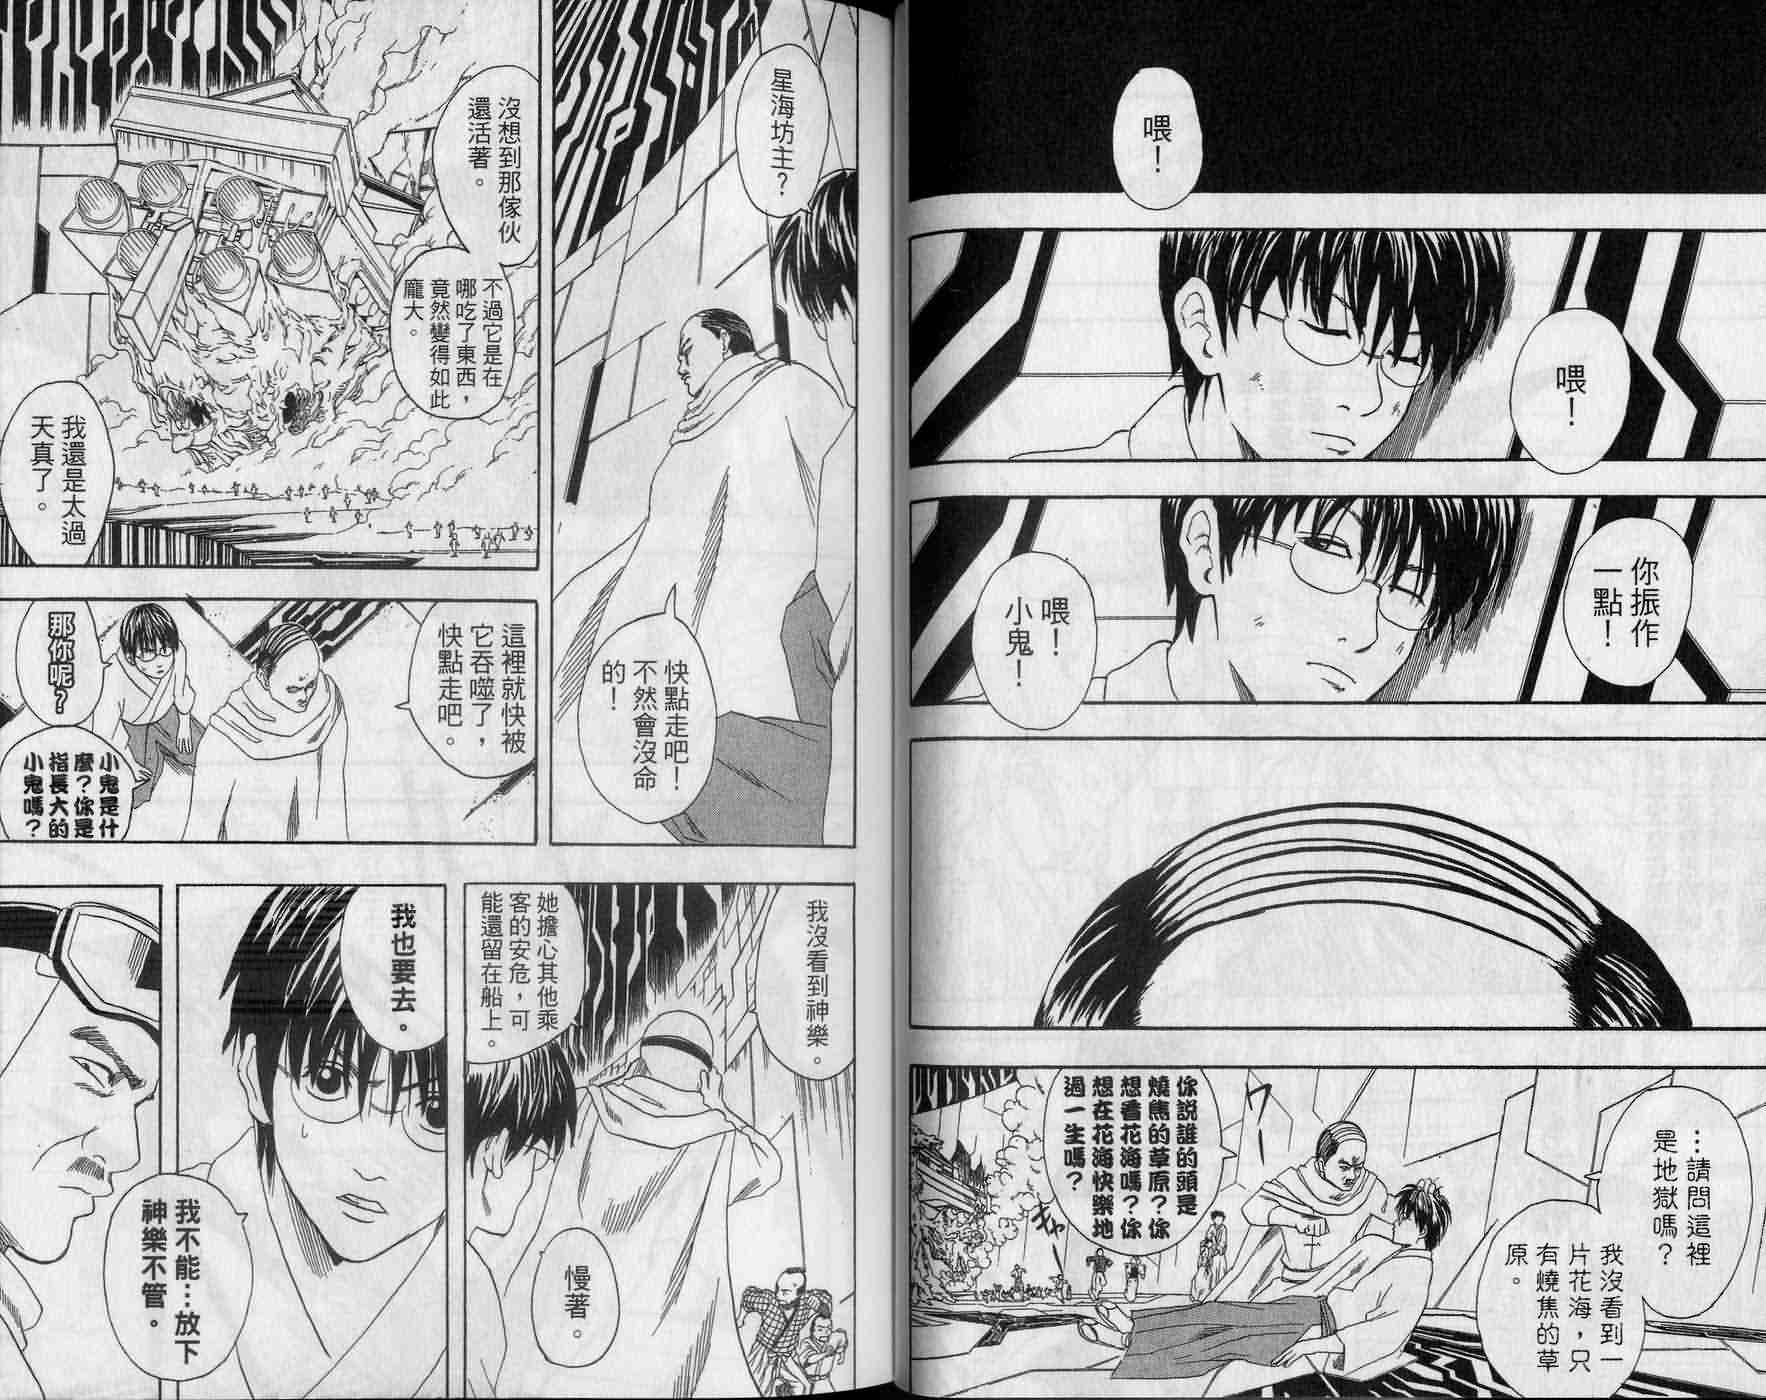 喂！
喂！
你振作
一點！
喂！
小鬼！
…請問這裡
是地獄嗎？
我沒看到一
片花海，只
有燒焦的草
原。
你說誰的頭是
燒焦的草原？你
想看花海嗎？你
想在花海快樂地
過一生嗎？
星海坊主？
快點走吧！
不然會沒命
的！
沒想到那傢伙
還活著。
不過它是在
哪吃了東西，
竟然變得如此
龐大。
我還是太過
天真了。
這裡就快被
它吞噬了，
快點走吧。
那你呢？
小鬼是什
麼？你是
指長大的
小鬼嗎？
我沒看到神樂。
她擔心其他乘
客的安危，可
能還留在船上。
慢著。
我也要去。
我不能…放下
神樂不管。